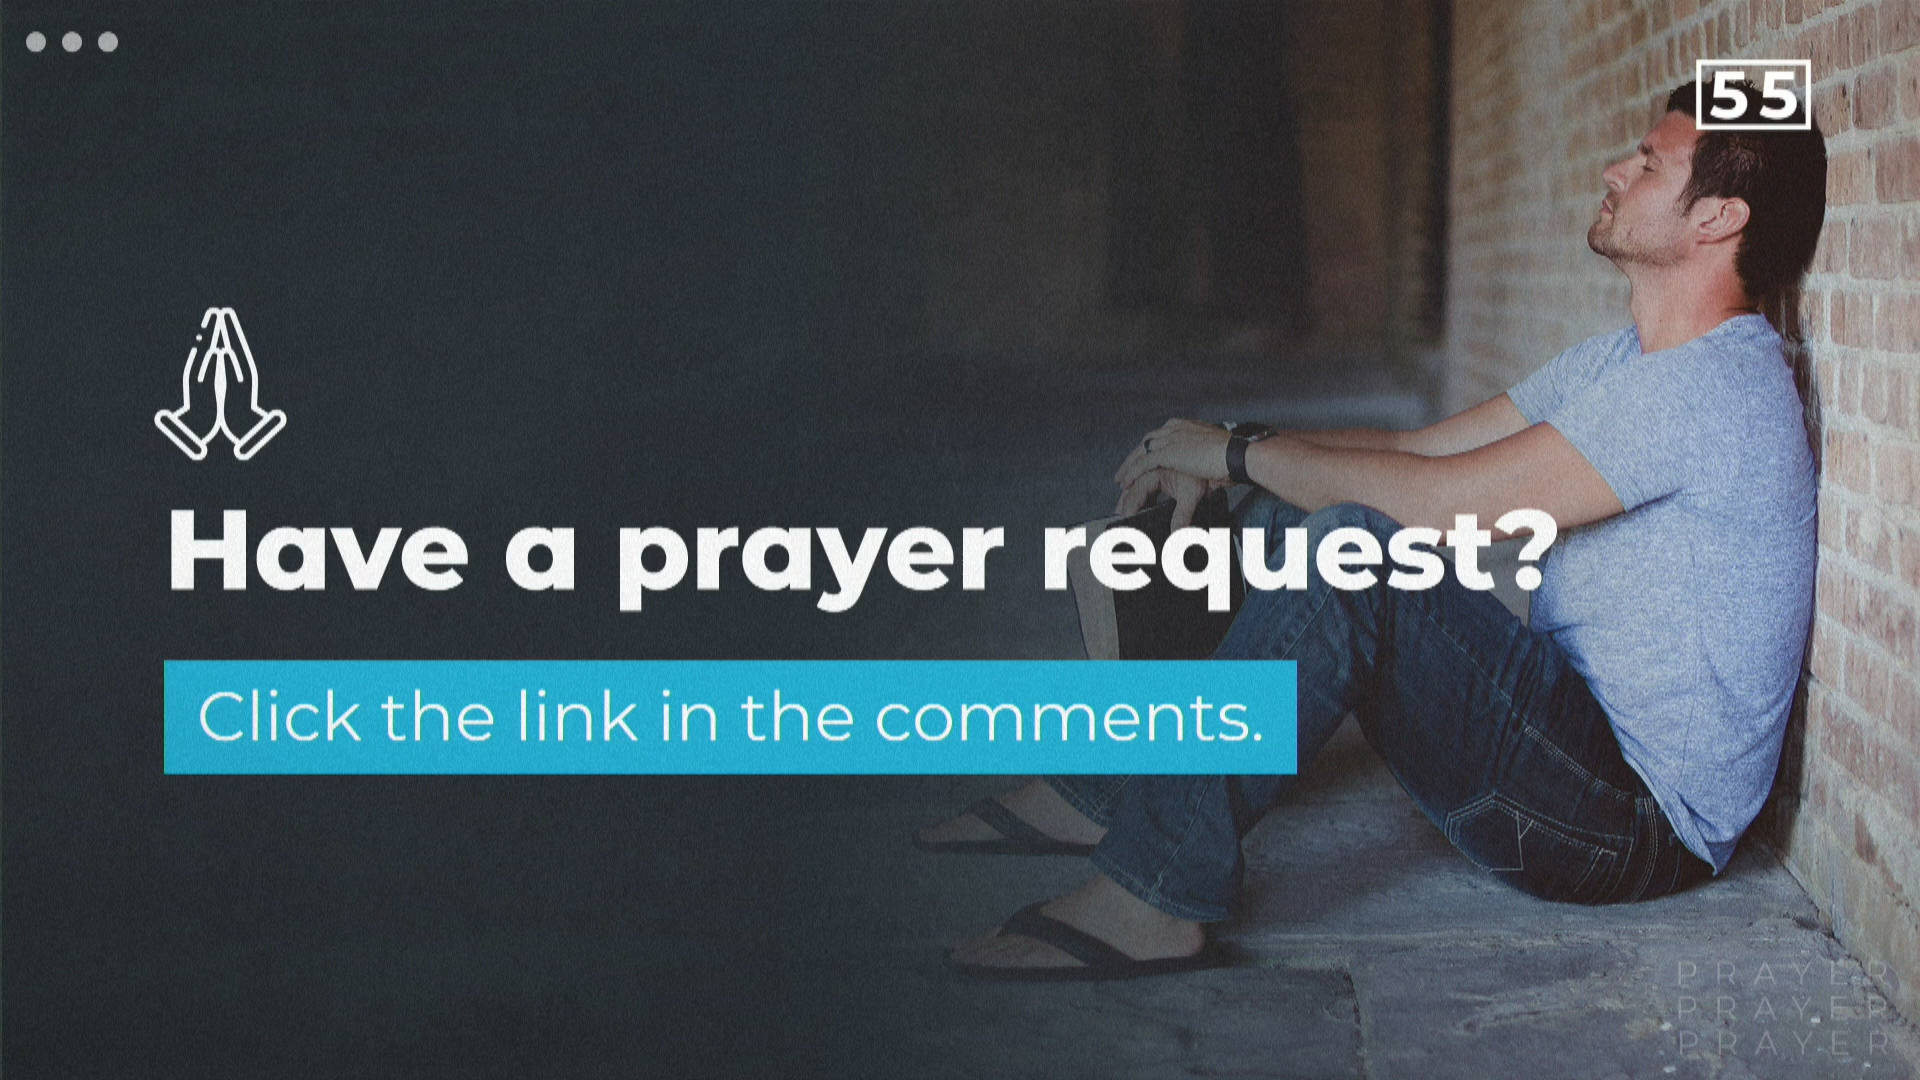 55
Have a prayer request?
Click the link in the comments.
PRAYER
PRAYER
PRAYER